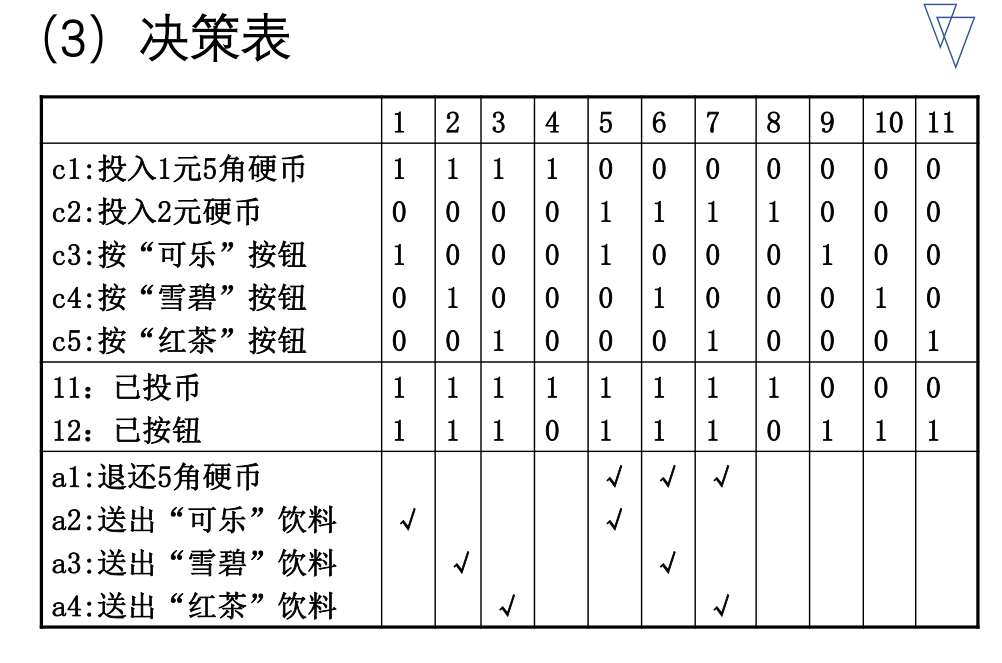 (3) 决策表
1 2 3 4 5 6 7 8 9 10 11
c1:投入1元5角硬币 1 1 1 1 0 0 0 0 0 0 0
c2:投入2元硬币 0 0 0 0 1 1 1 1 0 0 0
c3:按“可乐”按钮 1 0 0 0 1 0 0 0 1 0 0
c4:按“雪碧”按钮 0 1 0 0 0 1 0 0 0 1 0
c5:按“红茶”按钮 0 0 1 0 0 0 1 0 0 0 1
11: 已投币 1 1 1 1 1 1 1 1 0 0 0
12: 已按钮 1 1 1 0 1 1 1 0 1 1 1
a1:退还5角硬币 √ √ √
a2:送出“可乐”饮料 √ √
a3:送出“雪碧”饮料 √ √
a4:送出“红茶”饮料 √ √